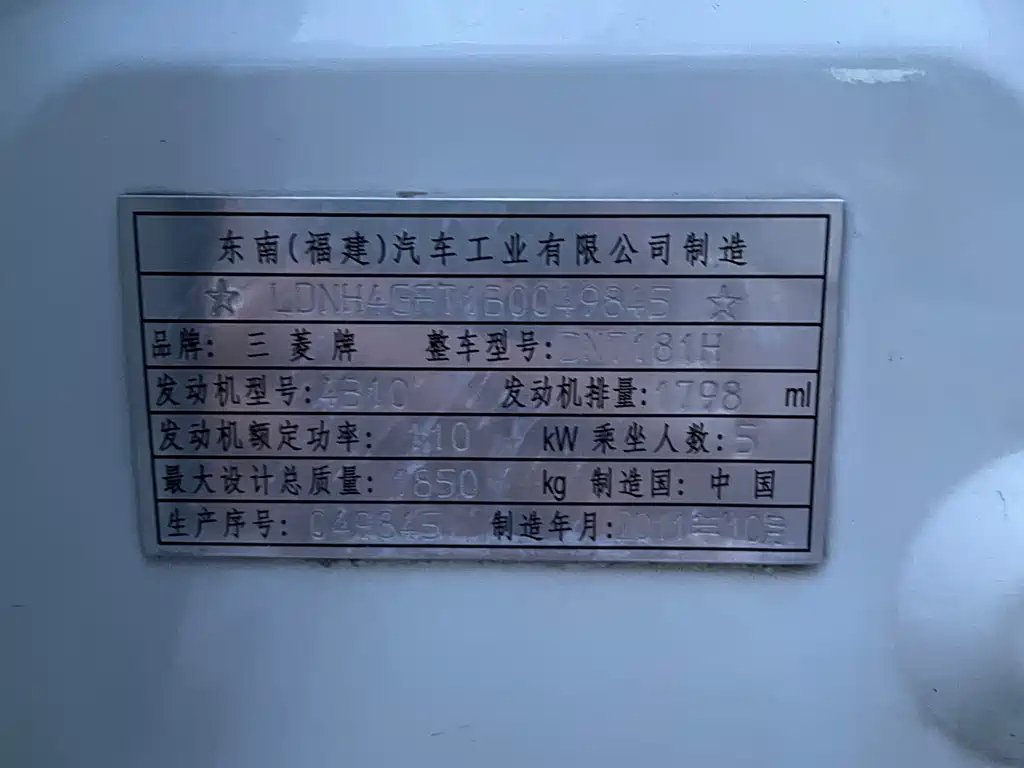 东南(福建)汽车工业有限公司制造
☆ LDNH4GFT1B0049845 ☆
品牌: 三菱牌 整车型号: DN7181H
发动机型号: 4B10 发动机排量: 1798 ml
发动机额定功率: 110 kW 乘坐人数: 5
最大设计总质量: 1850 kg 制造国: 中国
生产序号: 049845 制造年月: 2011年10月